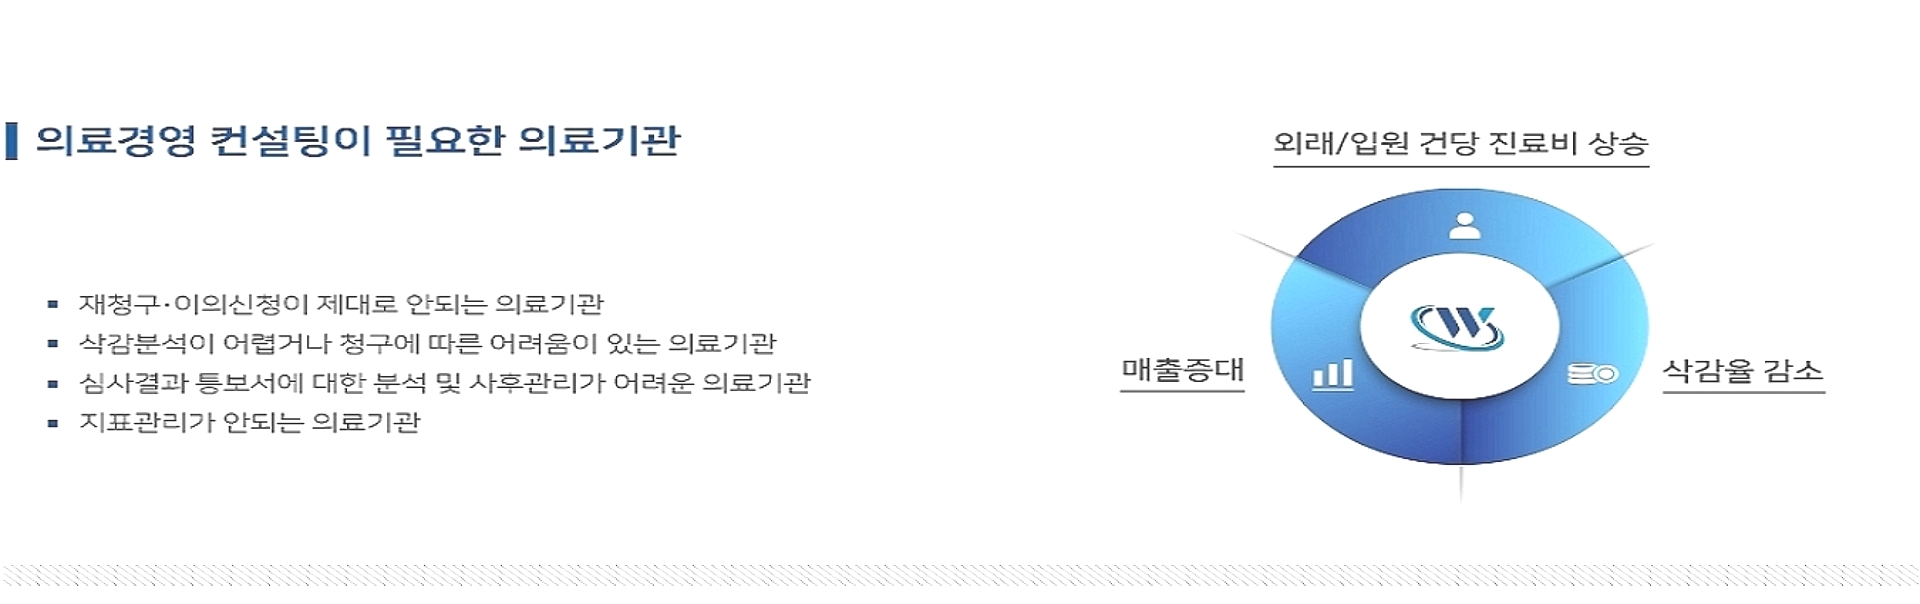 의료경영 컨설팅이 필요한 의료기관
재청구·이의신청이 제대로 안되는 의료기관
삭감분석이 어렵거나 청구에 따른 어려움이 있는 의료기관
심사결과 통보서에 대한 분석 및 사후관리가 어려운 의료기관
지표관리가 안되는 의료기관
외래/입원 건당 진료비 상승
매출증대
삭감율 감소
W